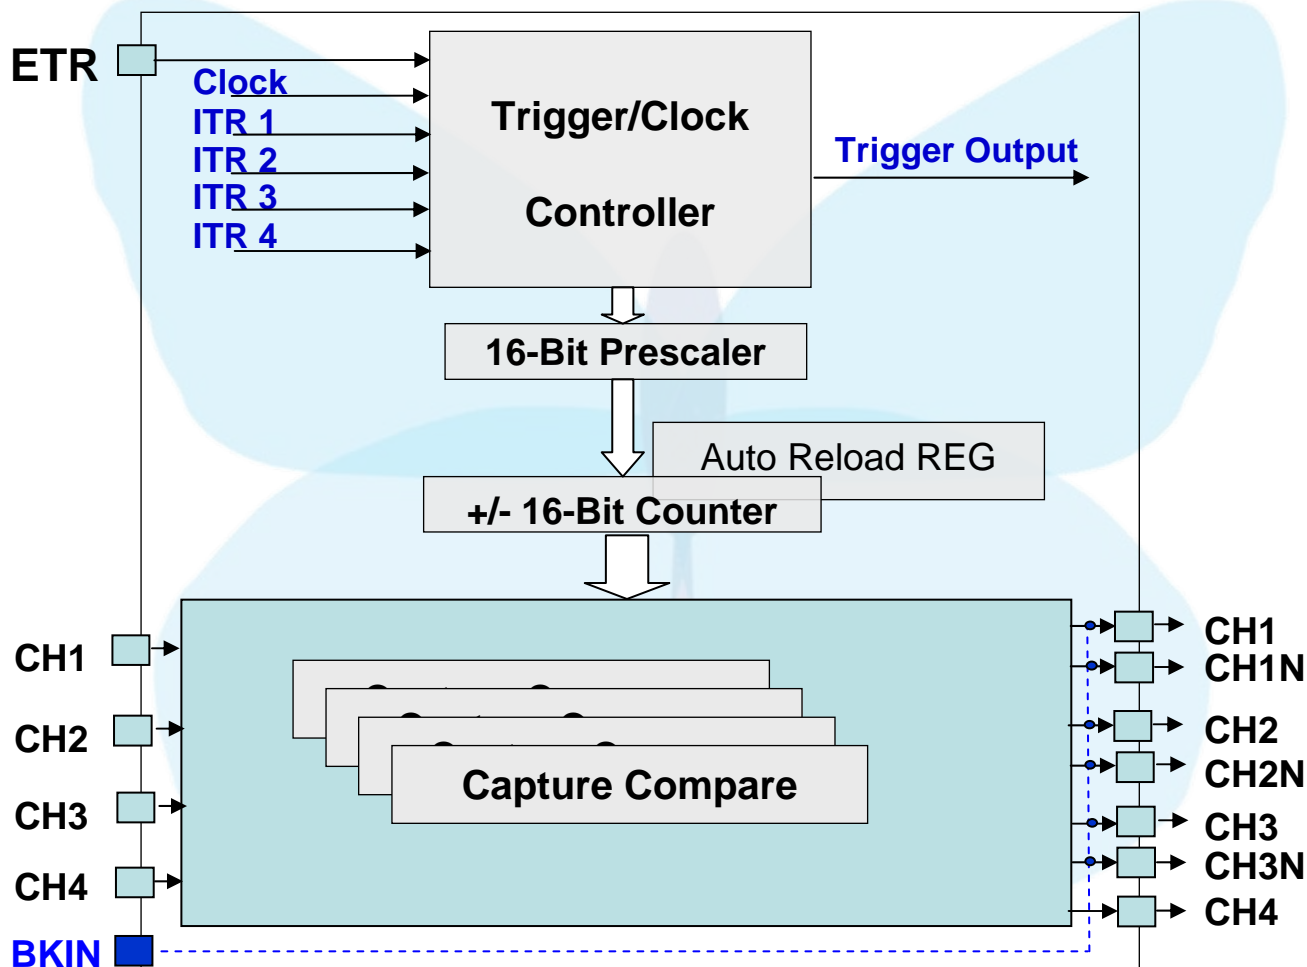 ETR
Clock
ITR 1
ITR 2
ITR 3
ITR 4
Trigger/Clock
Controller
Trigger Output
16-Bit Prescaler
Auto Reload REG
+/- 16-Bit Counter
CH1
CH2
CH3
CH4
BKIN
Capture Compare
CH1
CH1N
CH2
CH2N
CH3
CH3N
CH4